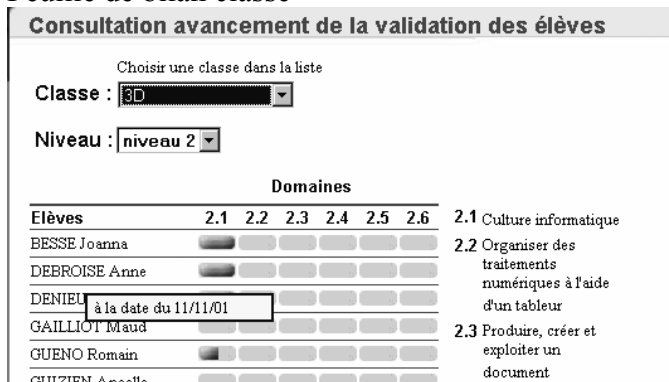 Consultation avancement de la validation des élèves
Choisir une classe dans la liste
Classe : 3D
Niveau : niveau 2
Domaines
Elèves 2.1 2.2 2.3 2.4 2.5 2.6
BESSE Joanna
DEBROISE Anne
DENIEU
à la date du 11/11/01
GAILLIOT Maud
GUENO Romain
2.1 Culture informatique
2.2 Organiser des
traitements
numériques à l'aide
d'un tableur
2.3 Produire, créer et
exploiter un
document